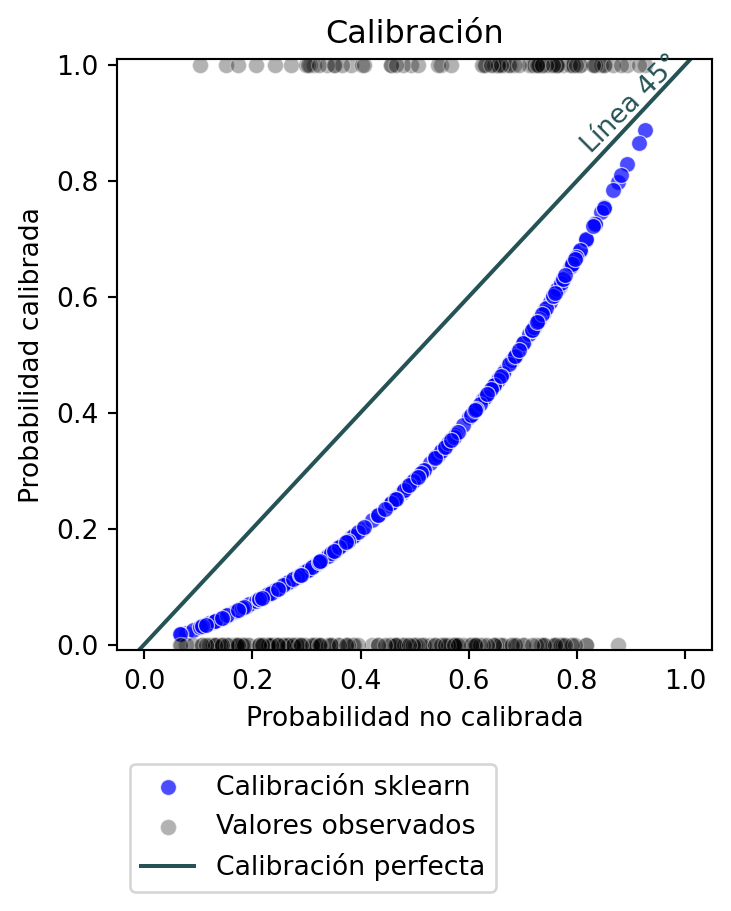 Calibración
Línea 45°
1.0
0.8
0.6
0.4
0.2
0.0
Probabilidad calibrada
0.0 0.2 0.4 0.6 0.8 1.0
Probabilidad no calibrada
Calibración sklearn
Valores observados
Calibración perfecta